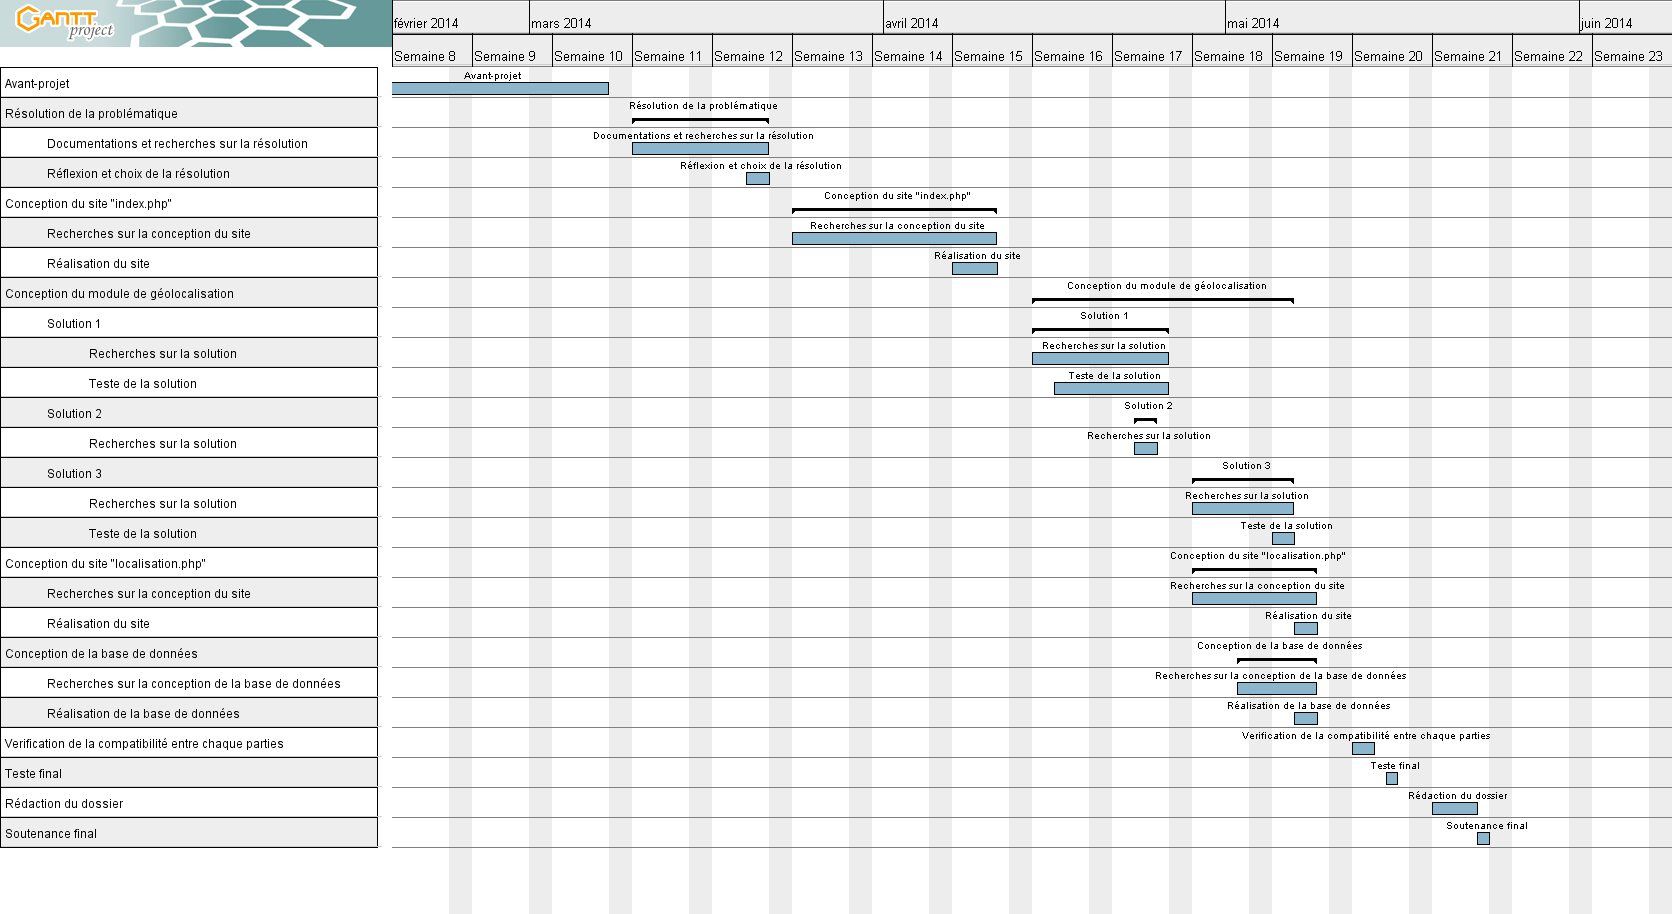 GANTT
project
février 2014 mars 2014 avril 2014 mai 2014 juin 2014
Semaine 8 Semaine 9 Semaine 10 Semaine 11 Semaine 12 Semaine 13 Semaine 14 Semaine 15 Semaine 16 Semaine 17 Semaine 18 Semaine 19 Semaine 20 Semaine 21 Semaine 22 Semaine 23
Avant-projet
Avant-projet
Résolution de la problématique
Résolution de la problématique
Documentations et recherches sur la résolution
Documentations et recherches sur la résolution
Réflexion et choix de la résolution
Réflexion et choix de la résolution
Conception du site "index.php"
Conception du site "index.php"
Recherches sur la conception du site
Recherches sur la conception du site
Réalisation du site
Réalisation du site
Conception du module de géolocalisation
Conception du module de géolocalisation
Solution 1
Solution 1
Recherches sur la solution
Recherches sur la solution
Teste de la solution
Teste de la solution
Solution 2
Solution 2
Recherches sur la solution
Recherches sur la solution
Solution 3
Solution 3
Recherches sur la solution
Recherches sur la solution
Teste de la solution
Teste de la solution
Conception du site "localisation.php"
Conception du site "localisation.php"
Recherches sur la conception du site
Recherches sur la conception du site
Réalisation du site
Réalisation du site
Conception de la base de données
Conception de la base de données
Recherches sur la conception de la base de données
Recherches sur la conception de la base de données
Réalisation de la base de données
Réalisation de la base de données
Verification de la compatibilité entre chaque parties
Verification de la compatibilité entre chaque parties
Teste final
Teste final
Rédaction du dossier
Rédaction du dossier
Soutenance final
Soutenance final